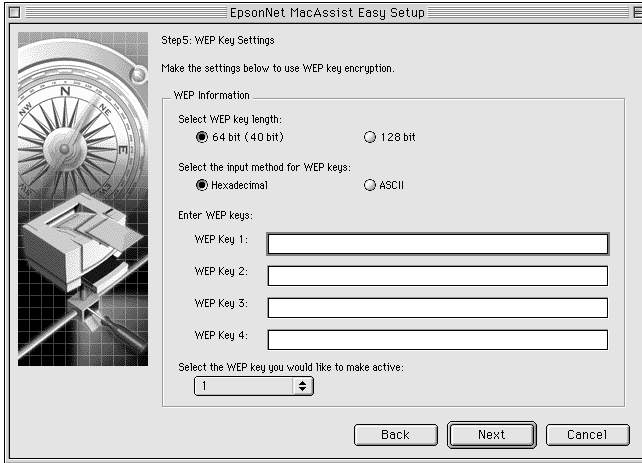 EpsonNet MacAssist Easy Setup
Step5: WEP Key Settings
Make the settings below to use WEP key encryption.
WEP Information
Select WEP key length:
64 bit (40 bit) 128 bit
Select the input method for WEP keys:
Hexadecimal ASCII
Enter WEP keys:
WEP Key 1:
WEP Key 2:
WEP Key 3:
WEP Key 4:
Select the WEP key you would like to make active:
1
Back Next Cancel
N
NE
E
NW
W
SW